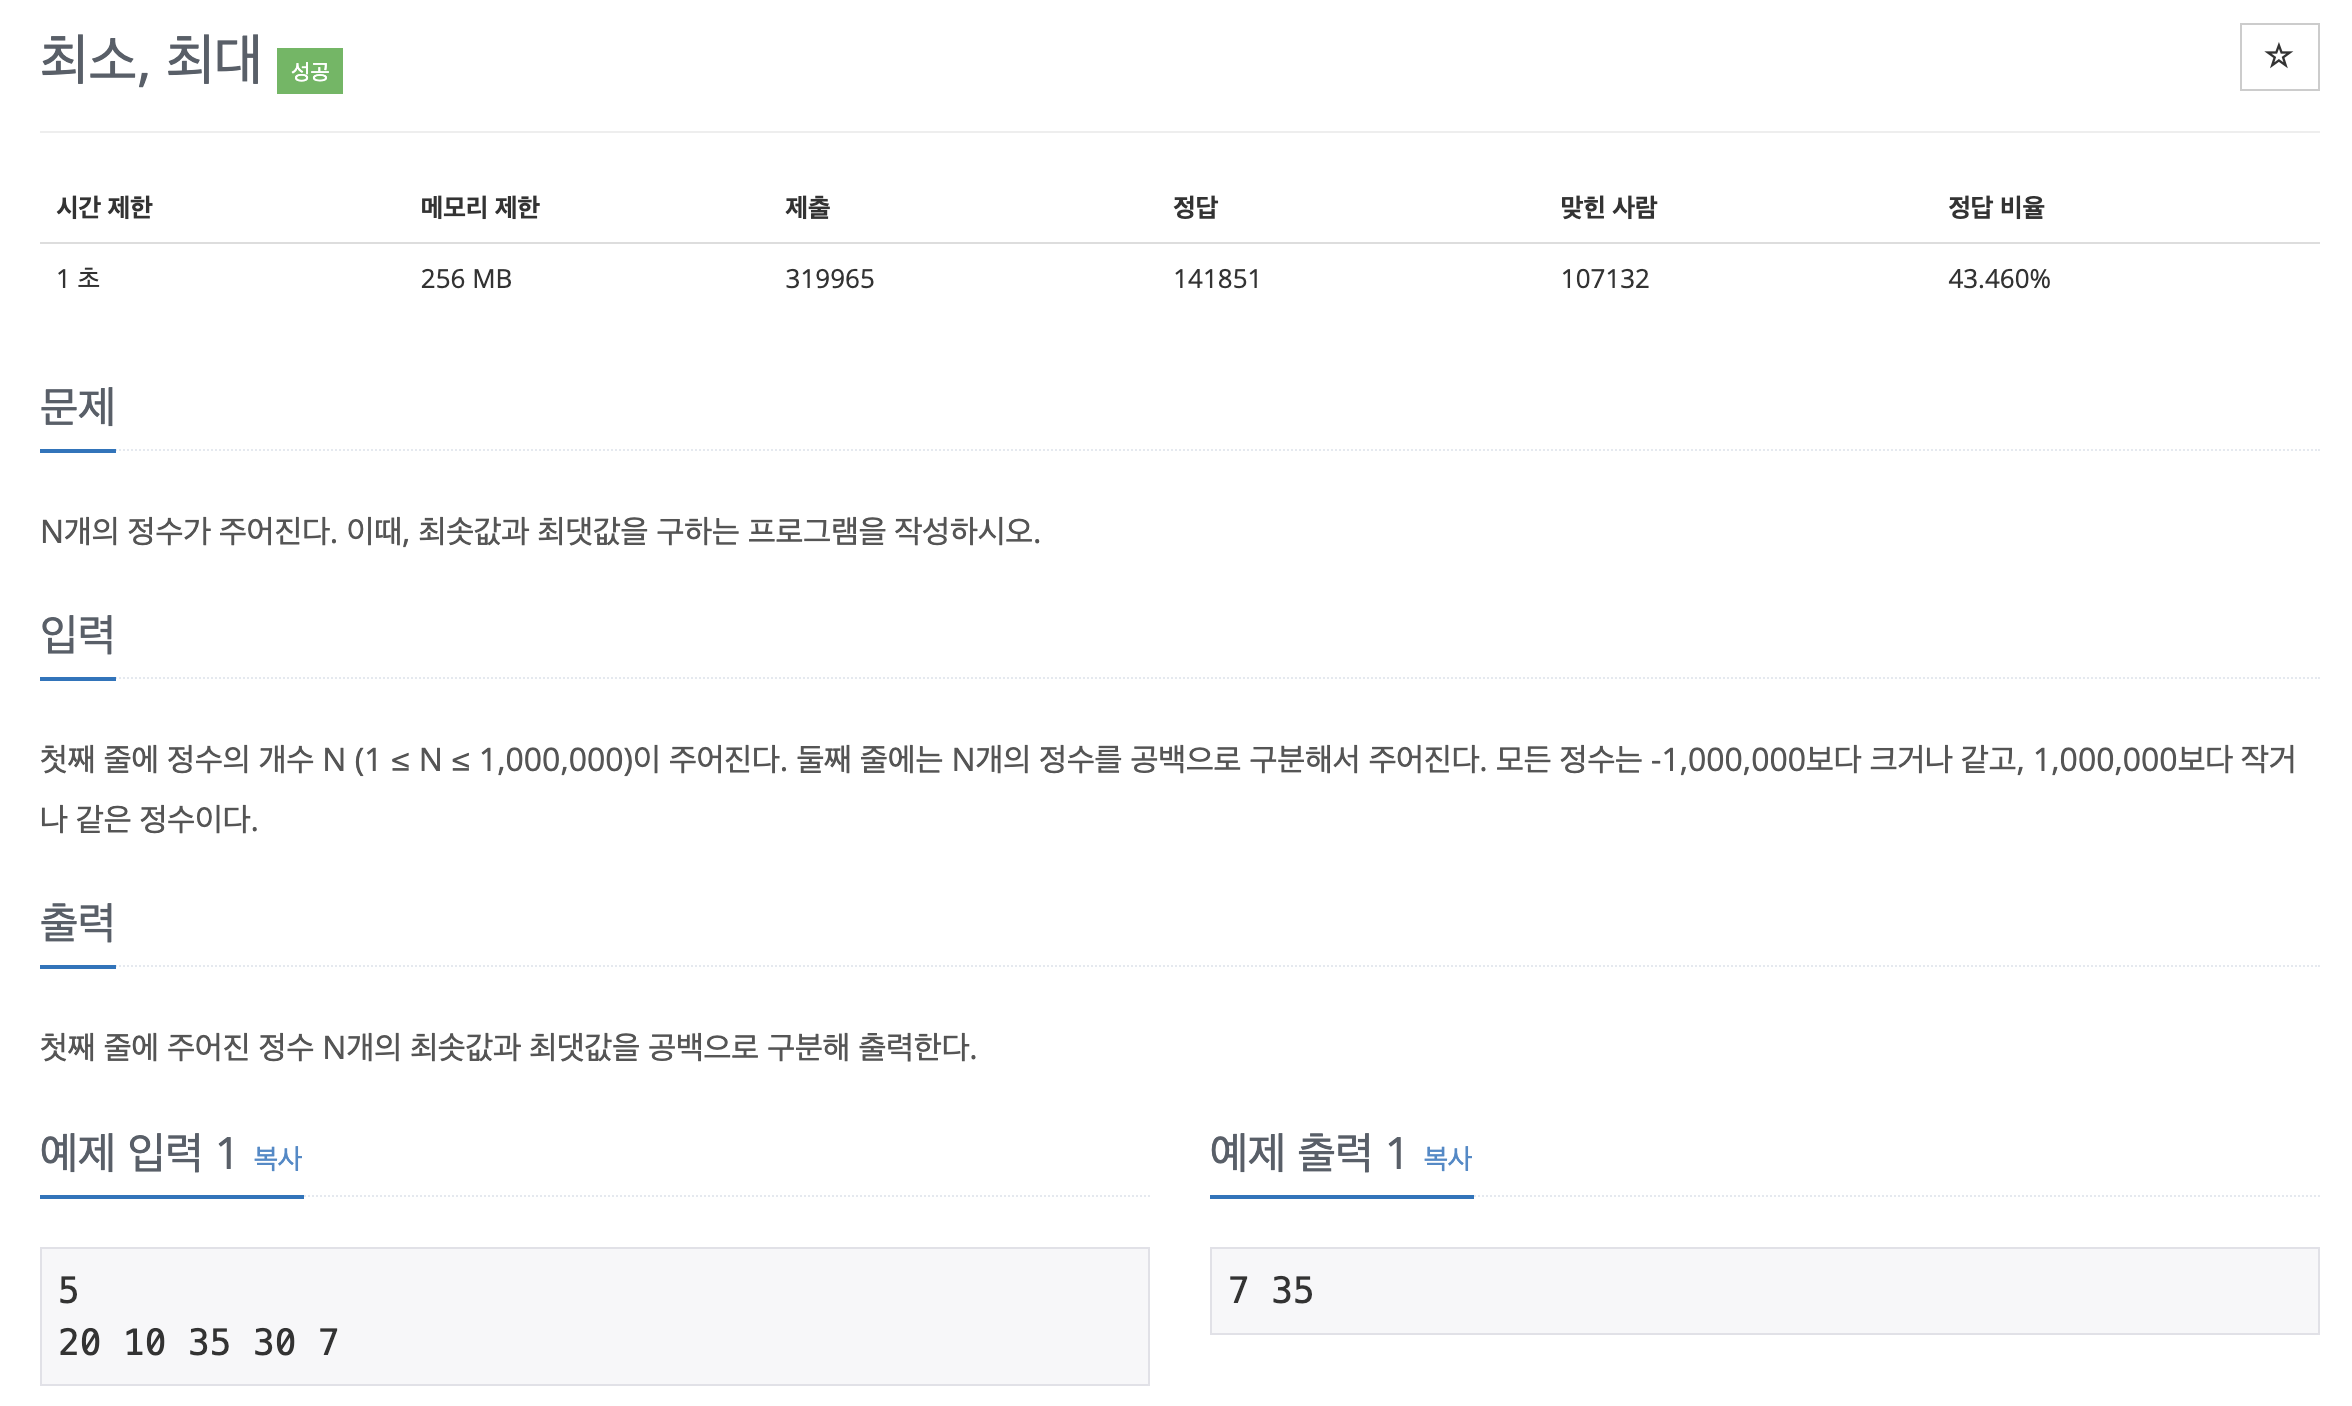 최소, 최대 성공
시간 제한 메모리 제한 제출 정답 맞힌 사람 정답 비율
1 초 256 MB 319965 141851 107132 43.460%
문제
N개의 정수가 주어진다. 이때, 최솟값과 최댓값을 구하는 프로그램을 작성하시오.
입력
첫째 줄에 정수의 개수 N (1 ≤ N ≤ 1,000,000)이 주어진다. 둘째 줄에는 N개의 정수를 공백으로 구분해서 주어진다. 모든 정수는 -1,000,000보다 크거나 같고, 1,000,000보다 작거
나 같은 정수이다.
출력
첫째 줄에 주어진 정수 N개의 최솟값과 최댓값을 공백으로 구분해 출력한다.
예제 입력 1 복사
5
20 10 35 30 7
예제 출력 1 복사
7 35